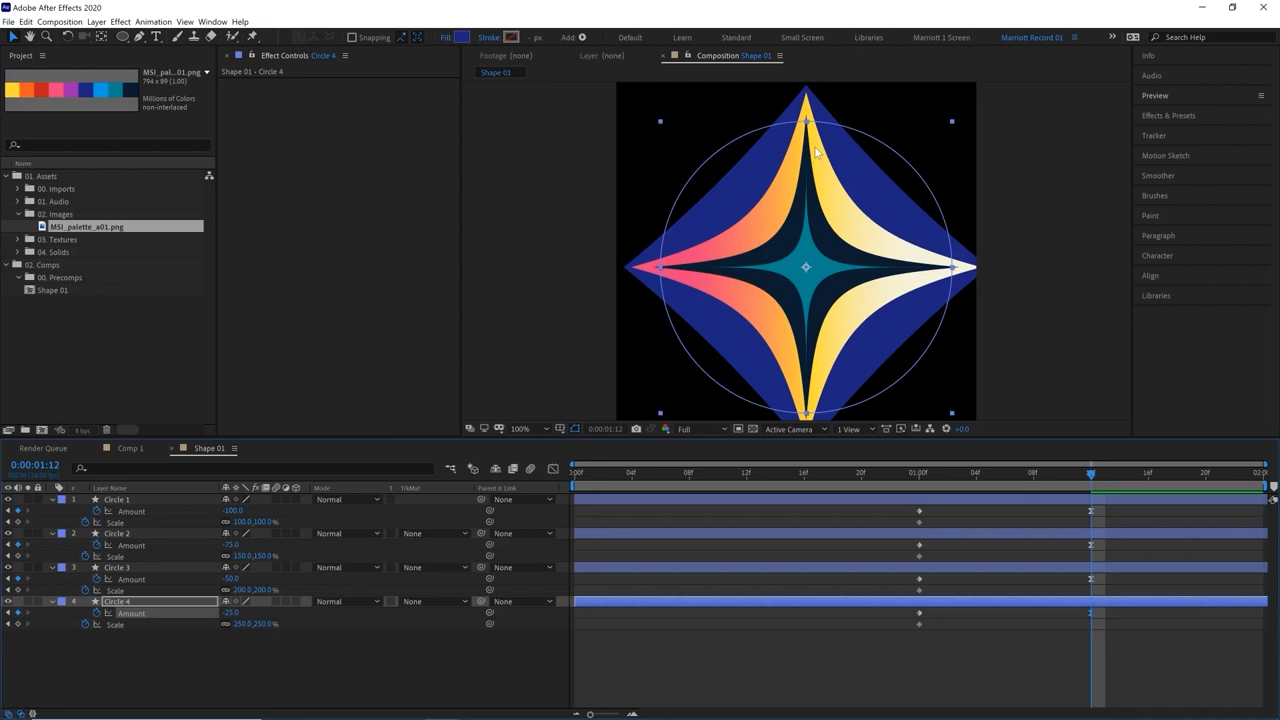 Adobe After Effects 2020
File Edit Composition Layer Effect Animation View Window Help
Snapping Fill: Stroke: - px Add: Default Learn Standard Small Screen Libraries Marriott 1 Screen Marriott Record 01 Search Help
Project
Effect Controls Circle 4
Footage (none) Layer (none) Composition Shape 01
Info
Shape 01 · Circle 4
Shape 01
MSI_pal...01.png
794 x 89 (1.00)
Millions of Colors
non-interlaced
Audio
Preview
Effects & Presets
Tracker
Motion Sketch
Smoother
Brushes
Paint
Paragraph
Character
Align
Libraries
Name
01. Assets
00. Imports
01. Audio
02. Images
MSI_palette_a01.png
03. Textures
04. Solids
02. Comps
00. Precomps
Shape 01
8 bpc
100% 0:00:01:12 Full Active Camera 1 View +0.0
Render Queue Comp 1 Shape 01
0:00:01:12
:00f 04f 08f 12f 16f 20f 01:00f 04f 08f 16f 20f 02:0
# Layer Name Mode T TrkMat Parent & Link
1 Circle 1 Normal None
Amount -100.0
Scale 100.0,100.0%
2 Circle 2 Normal None
Amount -75.0
Scale 150.0,150.0%
3 Circle 3 Normal None
Amount -50.0
Scale 200.0,200.0%
4 Circle 4 Normal None
Amount -25.0
Scale 250.0,250.0%